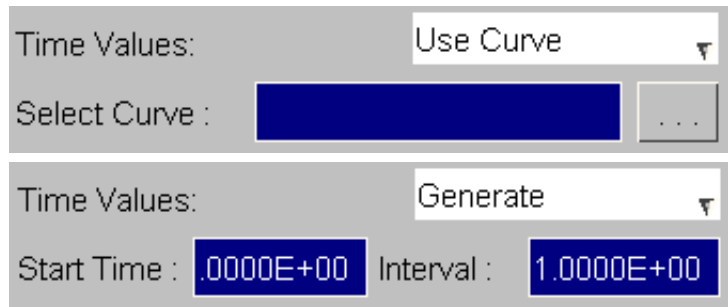 Time Values: Use Curve
Select Curve : . . .
Time Values: Generate
Start Time : .0000E+00 Interval : 1.0000E+00